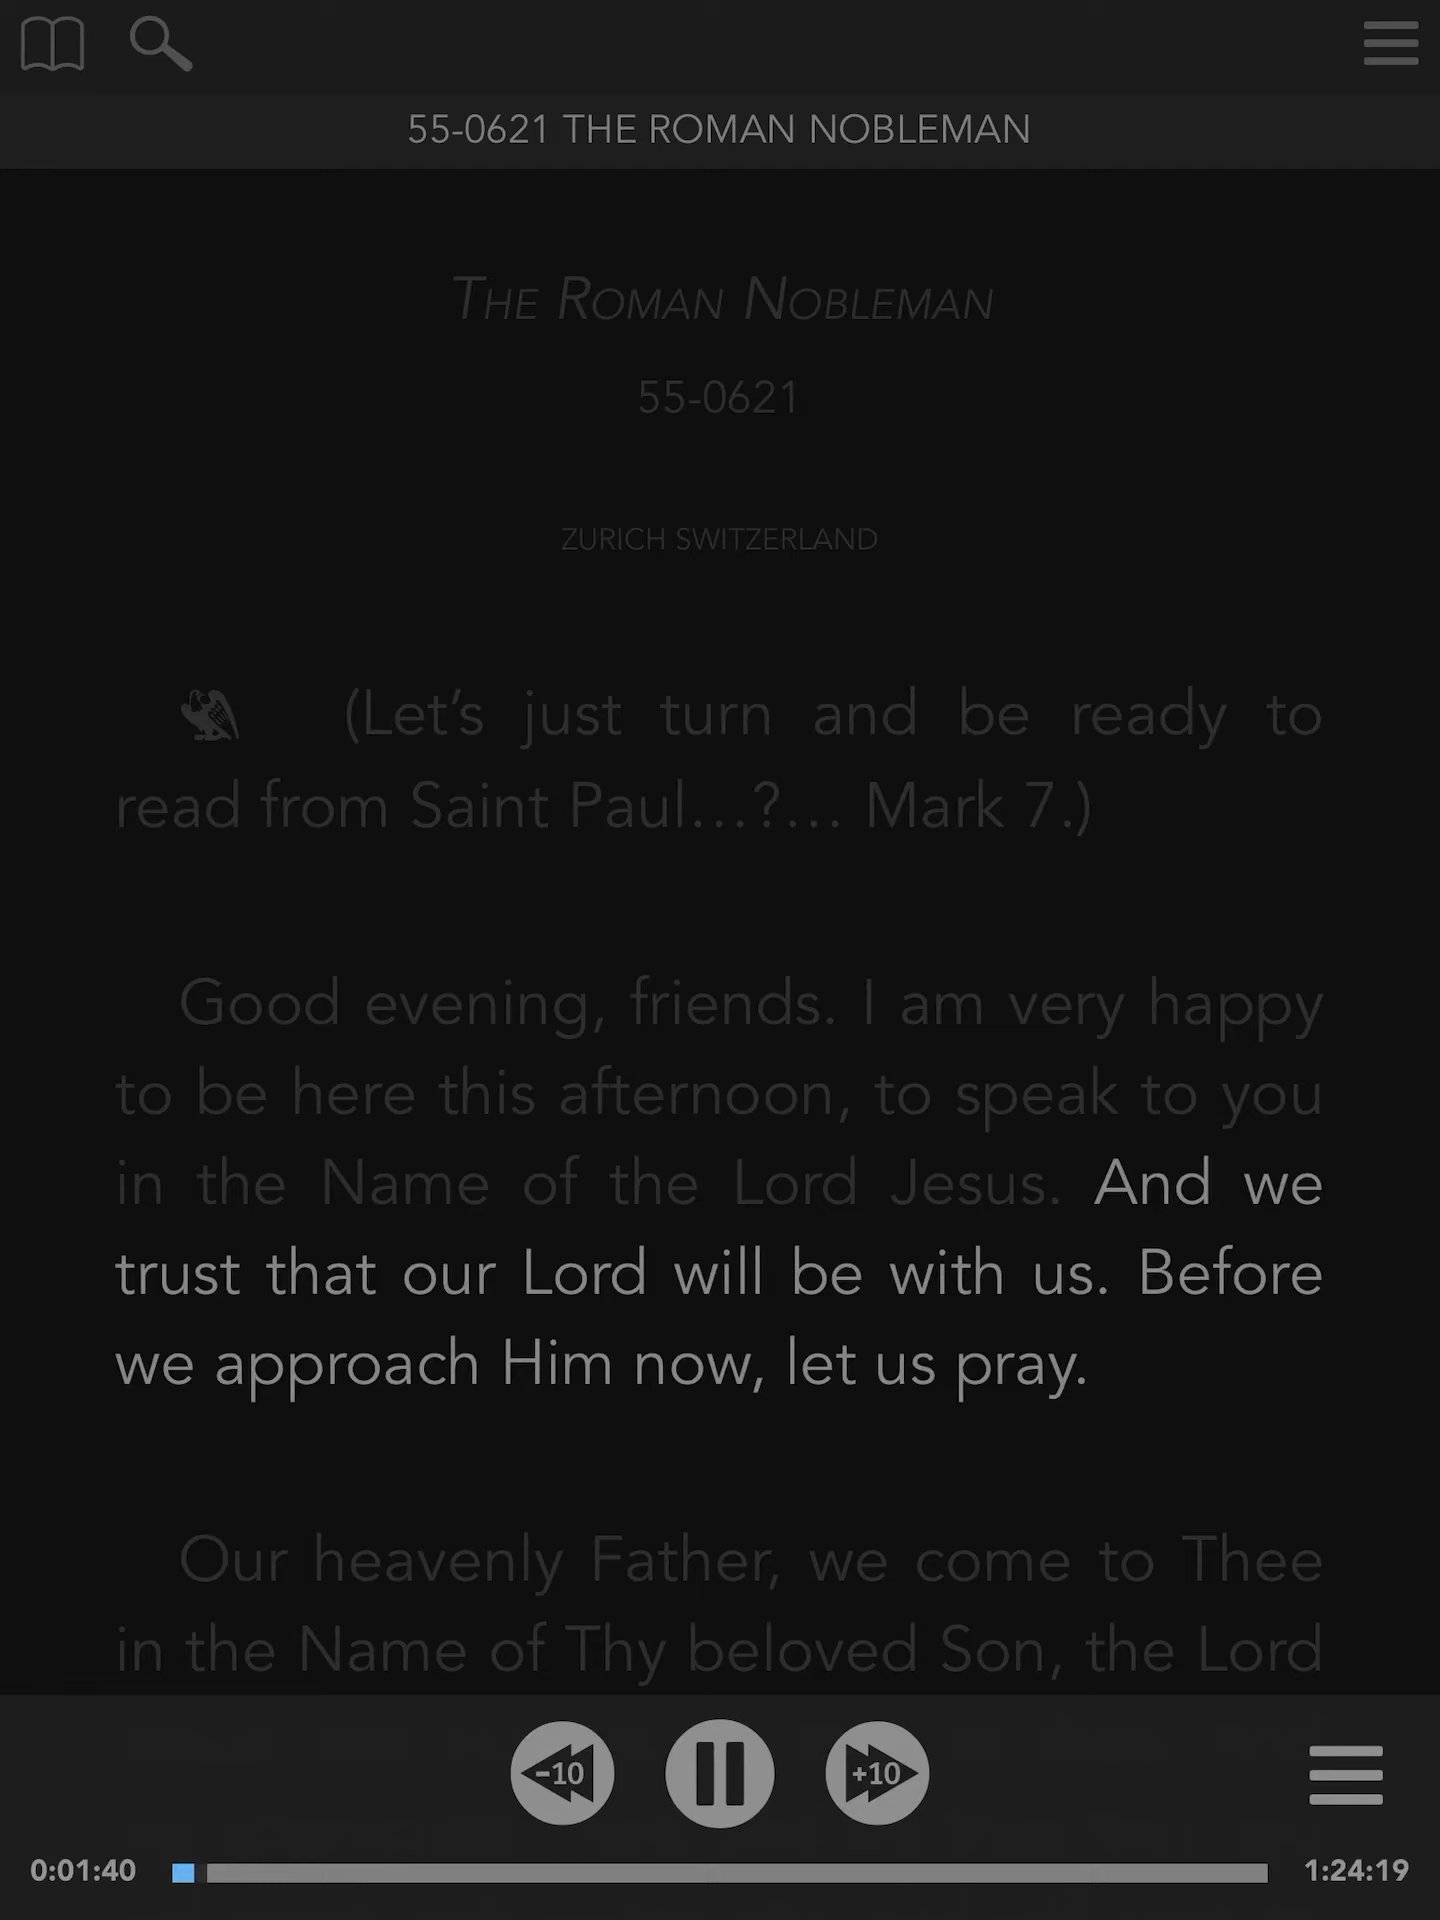 55-0621 THE ROMAN NOBLEMAN
THE ROMAN NOBLEMAN
55-0621
ZURICH SWITZERLAND
(Let’s just turn and be ready to
read from Saint Paul…?… Mark 7.)
Good evening, friends. I am very happy
to be here this afternoon, to speak to you
in the Name of the Lord Jesus. And we
trust that our Lord will be with us. Before
we approach Him now, let us pray.
Our heavenly Father, we come to Thee
in the Name of Thy beloved Son, the Lord
-10 +10
0:01:40 1:24:19